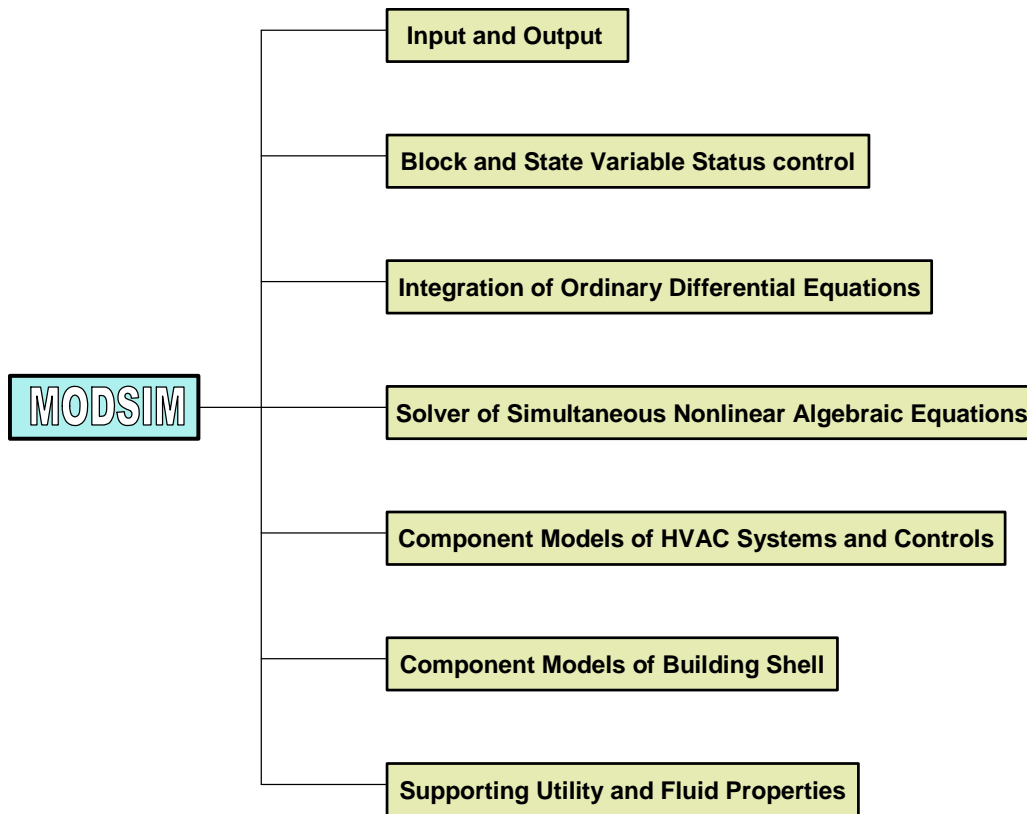 Input and Output
Block and State Variable Status control
Integration of Ordinary Differential Equations
MODSIM
Solver of Simultaneous Nonlinear Algebraic Equations
Component Models of HVAC Systems and Controls
Component Models of Building Shell
Supporting Utility and Fluid Properties